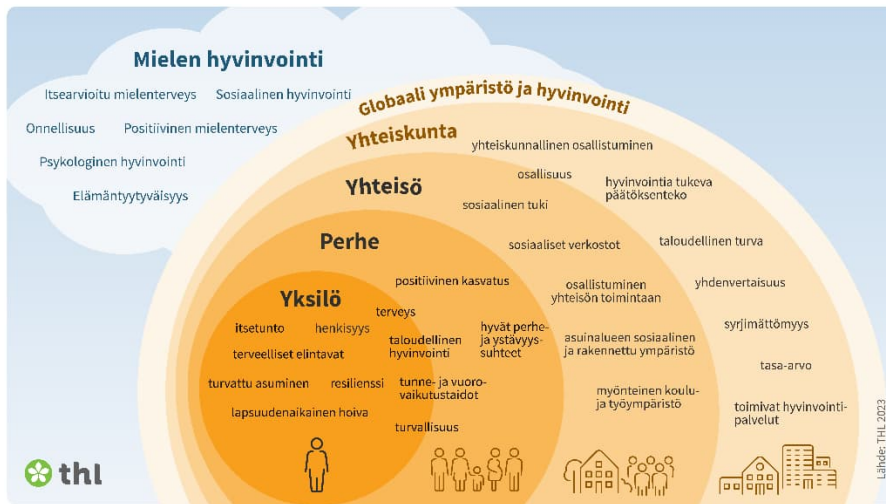 Mielen hyvinvointi
Itsearvioitu mielenterveys
Sosiaalinen hyvinvointi
Onnellisuus
Positiivinen mielenterveys
Psykologinen hyvinvointi
Elämäntyytyväisyys
Globaali ympäristö ja hyvinvointi
Yhteiskunta
yhteiskunnallinen osallistuminen
hyvinvointia tukeva
päätöksenteko
taloudellinen turva
yhdenvertaisuus
syrjimättömyys
tasa-arvo
toimivat hyvinvointi-
palvelut
Yhteisö
osallisuus
sosiaalinen tuki
sosiaaliset verkostot
osallistuminen
yhteisön toimintaan
asuinalueen sosiaalinen
ja rakennettu ympäristö
myönteinen koulu-
ja työympäristö
Perhe
positiivinen kasvatus
terveys
taloudellinen
hyvinvointi
hyvät perhe-
ja ystävyys-
suhteet
tunne- ja vuoro-
vaikutustaidot
turvallisuus
Yksilö
itsetunto
henkisyys
terveelliset elintavat
turvattu asuminen
resilienssi
lapsuudenaikainen hoiva
thl
Lähde: THL 2023